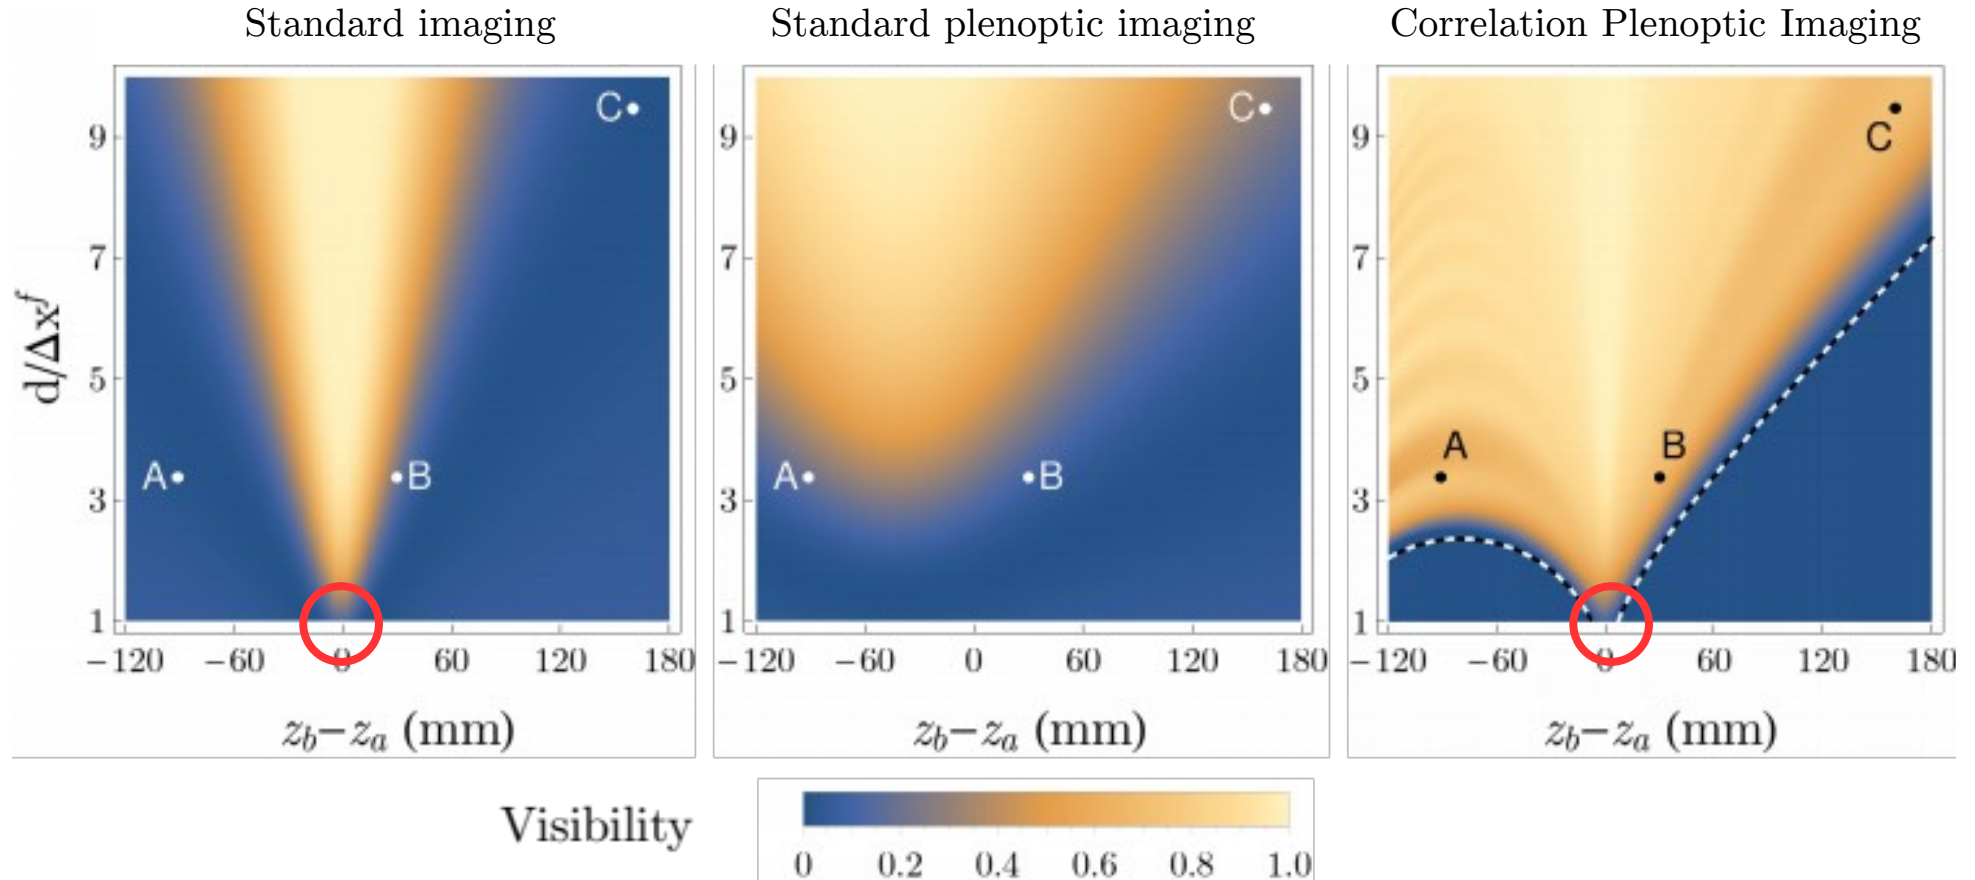 Standard imaging
Standard plenoptic imaging
Correlation Plenoptic Imaging
d/Δxᶠ
9
7
5
3
1
C
A
B
−120 −60 0 60 120 180
z_b−z_a (mm)
9
7
5
3
1
C
A
B
−120 −60 0 60 120 180
z_b−z_a (mm)
9
7
5
3
1
C
A
B
−120 −60 0 60 120 180
z_b−z_a (mm)
Visibility
0 0.2 0.4 0.6 0.8 1.0